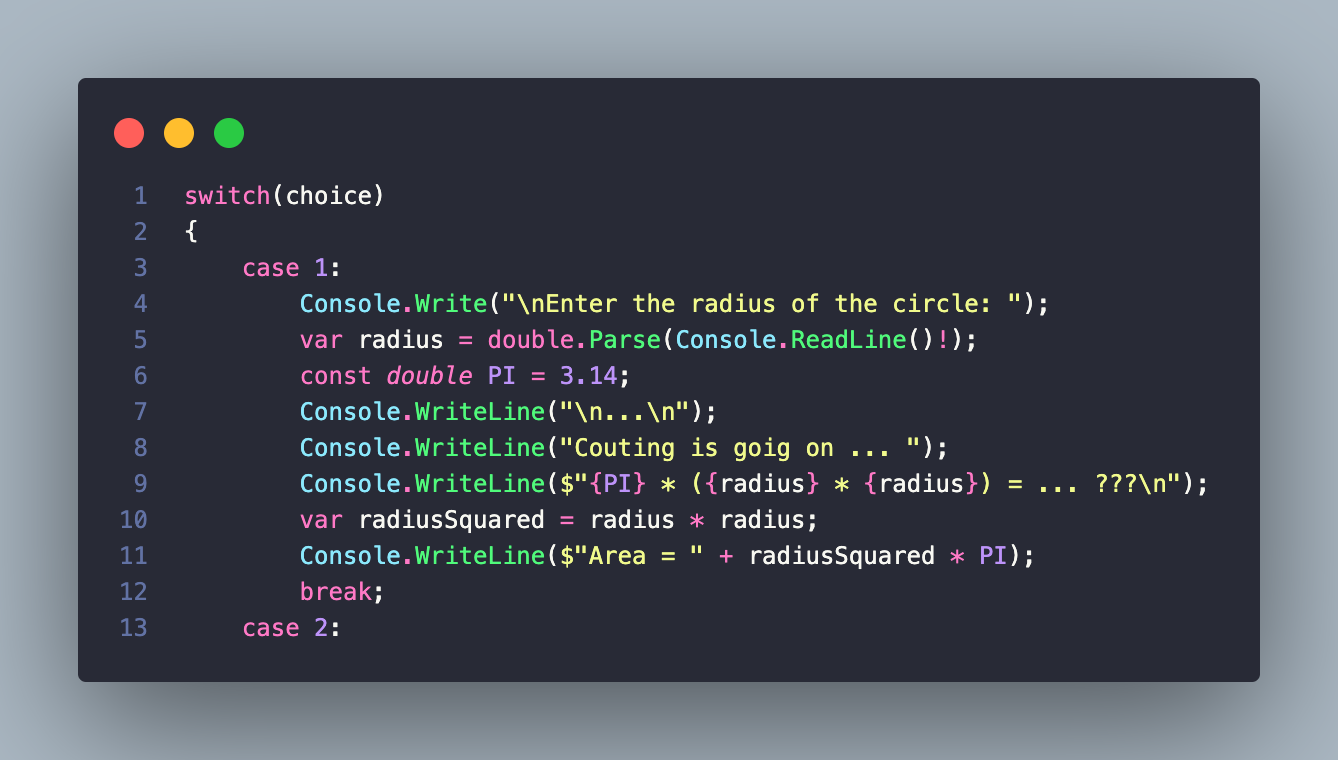 1 switch(choice)
2 {
3     case 1:
4         Console.Write("\nEnter the radius of the circle: ");
5         var radius = double.Parse(Console.ReadLine()!);
6         const double PI = 3.14;
7         Console.WriteLine("\n...\n");
8         Console.WriteLine("Couting is goig on ... ");
9         Console.WriteLine($"{PI} * ({radius} * {radius}) = ... ???\n");
10         var radiusSquared = radius * radius;
11         Console.WriteLine($"Area = " + radiusSquared * PI);
12         break;
13     case 2: